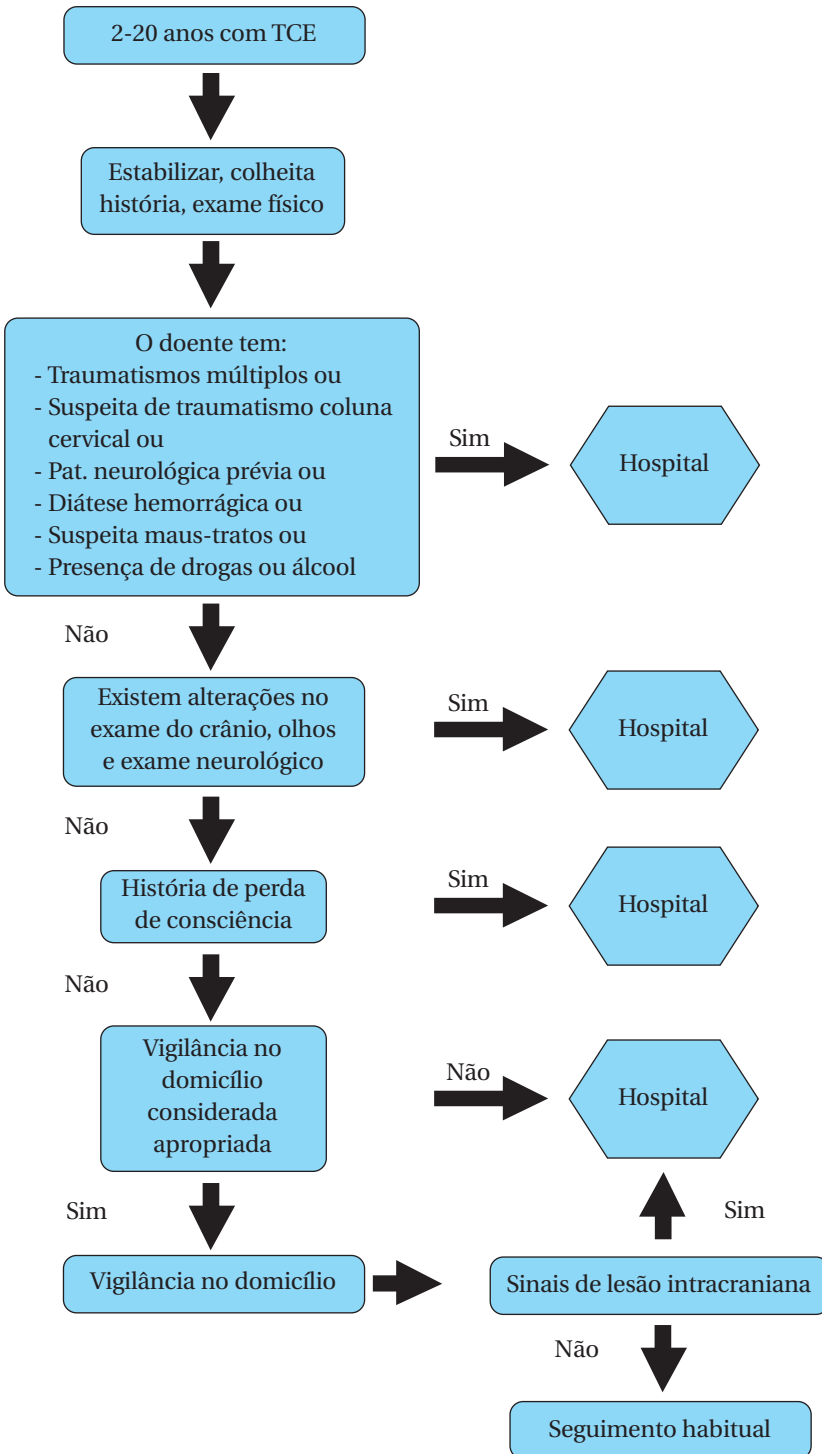 2-20 anos com TCE
Estabilizar, colheita
história, exame físico
O doente tem:
- Traumatismos múltiplos ou
- Suspeita de traumatismo coluna
cervical ou
- Pat. neurológica prévia ou
- Diátese hemorrágica ou
- Suspeita maus-tratos ou
- Presença de drogas ou álcool
Sim
Hospital
Não
Existem alterações no
exame do crânio, olhos
e exame neurológico
Sim
Hospital
Não
História de perda
de consciência
Sim
Hospital
Não
Vigilância no
domicílio
considerada
apropriada
Não
Hospital
Sim
Vigilância no domicílio
Sim
Sinais de lesão intracraniana
Não
Seguimento habitual